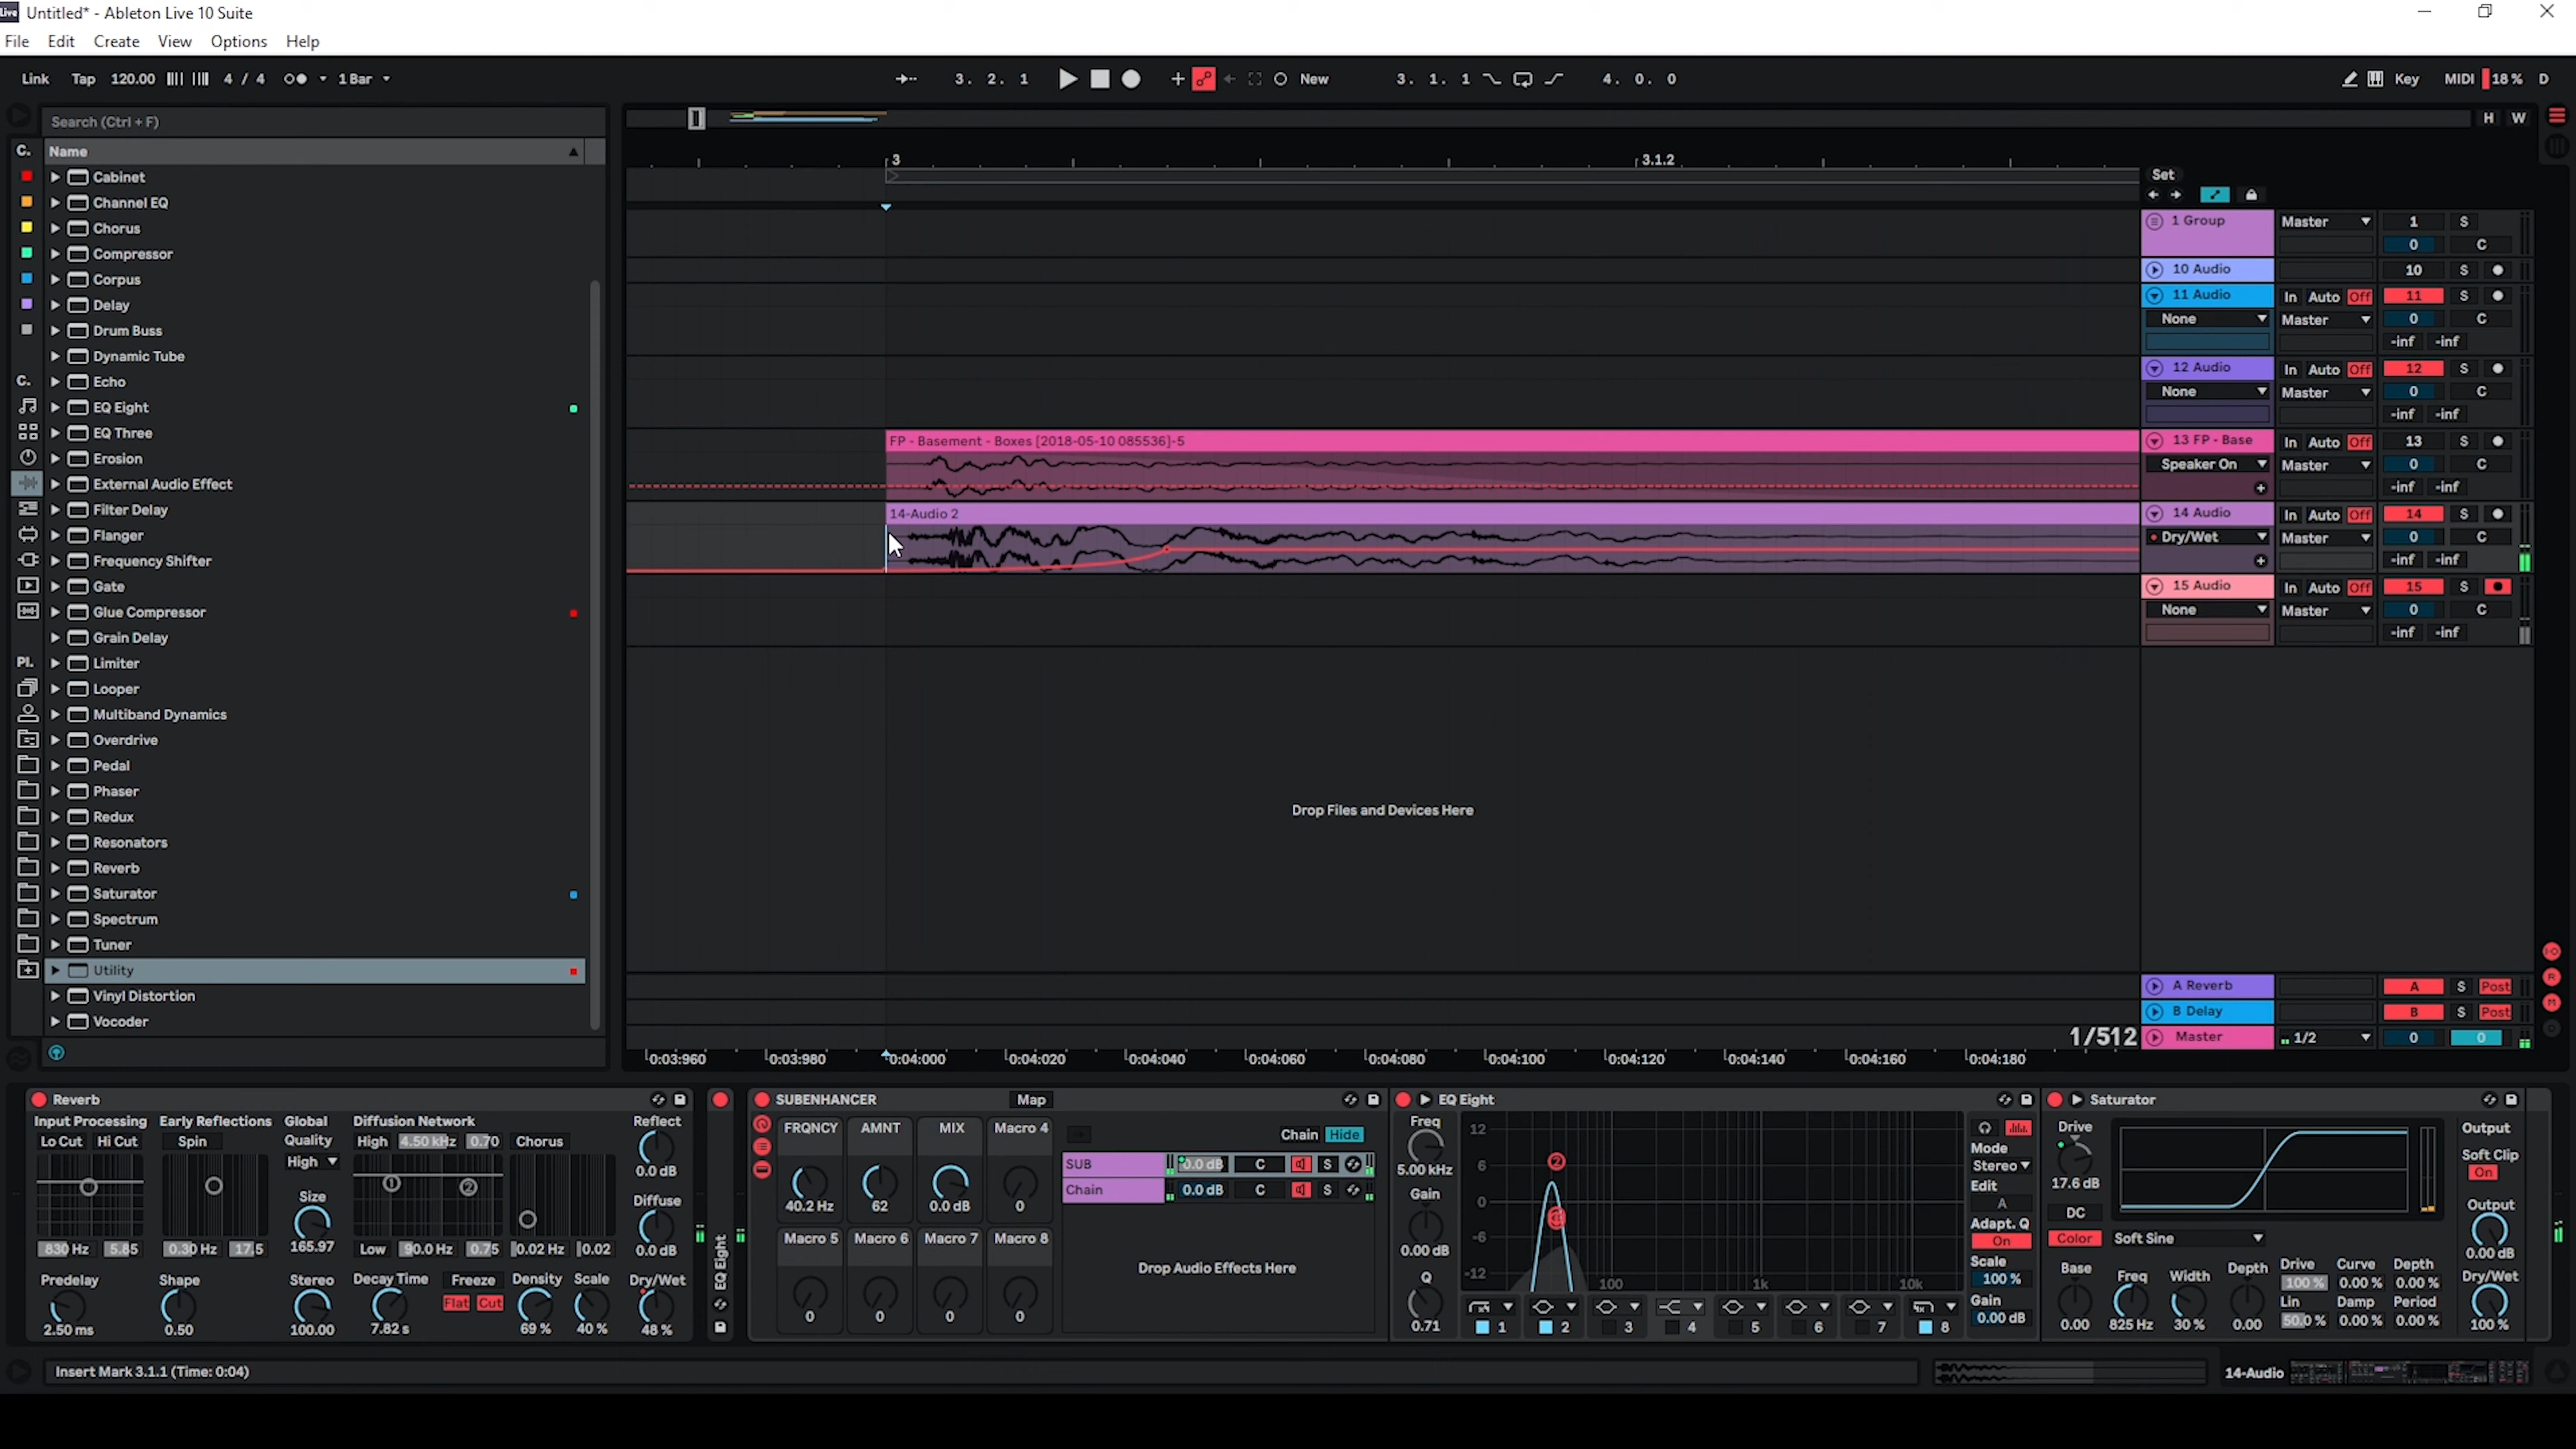 Live Untitled* - Ableton Live 10 Suite
File Edit Create View Options Help
Link Tap 120.00 4 / 4 1 Bar 3. 2. 1 New 3. 1. 1 4. 0. 0 Key MIDI 18 % D
Search (Ctrl + F)
H W
C. Name
3 3.1.2
Set
Cabinet
Channel EQ
Chorus
Compressor
Corpus
Delay
Drum Buss
Dynamic Tube
C.
Echo
EQ Eight
EQ Three
Erosion
External Audio Effect
Filter Delay
Flanger
Frequency Shifter
Gate
Glue Compressor
Grain Delay
Pl.
Limiter
Looper
Multiband Dynamics
Overdrive
Pedal
Phaser
Redux
Resonators
Reverb
Saturator
Spectrum
Tuner
Utility
Vinyl Distortion
Vocoder
FP - Basement - Boxes [2018-05-10 085536]-5
14-Audio 2
Drop Files and Devices Here
1 Group Master 1 S
0 C
10 Audio 10 S
11 Audio In Auto Off 11 S
None Master 0 C
-inf -inf
12 Audio In Auto Off 12 S
None Master 0 C
-inf -inf
13 FP - Base In Auto Off 13 S
Speaker On Master 0 C
-inf -inf
14 Audio In Auto Off 14 S
Dry/Wet Master 0 C
-inf -inf
15 Audio In Auto Off 15 S
None Master 0 C
-inf -inf
A Reverb A S Post
B Delay B S Post
1/512 Master 1/2 0 0
0:03:960 0:03:980 0:04:000 0:04:020 0:04:040 0:04:060 0:04:080 0:04:100 0:04:120 0:04:140 0:04:160 0:04:180
Reverb
Input Processing Early Reflections Global Diffusion Network Reflect
Lo Cut Hi Cut Spin Quality High 4.50 kHz 0.70 Chorus
High
0.0 dB
Size Diffuse
165.97
830 Hz 5.85 0.30 Hz 17.5 Low 90.0 Hz 0.75 0.02 Hz 0.02 0.0 dB
Predelay Shape Stereo Decay Time Freeze Density Scale Dry/Wet
Flat Cut
2.50 ms 0.50 100.00 7.82 s 69 % 40 % 48 %
EQ Eight
SUBENHANCER Map
FRQNCY AMNT MIX Macro 4
40.2 Hz 62 0.0 dB 0
Macro 5 Macro 6 Macro 7 Macro 8
0 0 0 0
Chain Hide
SUB 0.0 dB C S
Chain 0.0 dB C S
Drop Audio Effects Here
EQ Eight
Freq
5.00 kHz
Gain
0.00 dB
Q
0.71
12
6
0
-6
-12
100 1k 10k
1 2 3 4 5 6 7 8
Mode
Stereo
Edit
A
Adapt. Q
On
Scale
100 %
Gain
0.00 dB
Saturator
Drive
17.6 dB
DC
Color Soft Sine
Base Freq Width Depth Drive Curve Depth
100 % 0.00 % 0.00 %
Lin Damp Period
0.00 825 Hz 30 % 0.00 50.0 % 0.00 % 0.00 %
Output
Soft Clip
On
Output
0.00 dB
Dry/Wet
100 %
Insert Mark 3.1.1 (Time: 0:04)
14-Audio